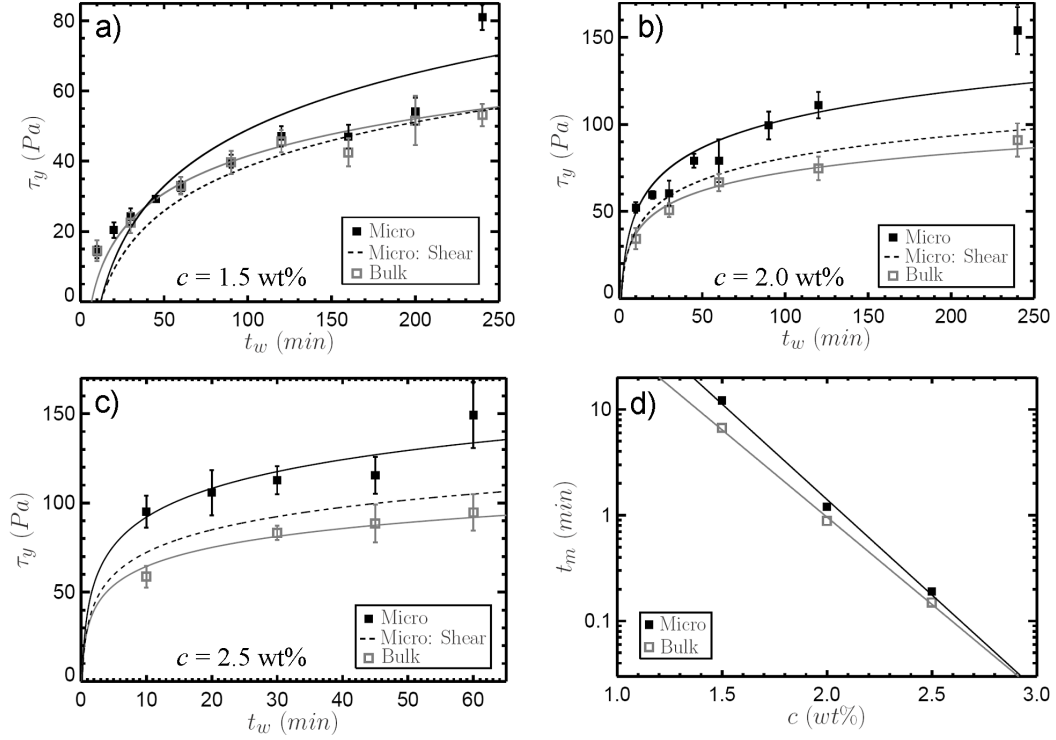 a)
80
60
40
20
0
τy (Pa)
0 50 100 150 200 250
tw (min)
Micro
Micro: Shear
Bulk
c = 1.5 wt%
b)
150
100
50
0
τy (Pa)
0 50 100 150 200 250
tw (min)
Micro
Micro: Shear
Bulk
c = 2.0 wt%
c)
150
100
50
0
τy (Pa)
0 10 20 30 40 50 60
tw (min)
Micro
Micro: Shear
Bulk
c = 2.5 wt%
d)
10
1
0.1
tm (min)
1.0 1.5 2.0 2.5 3.0
c (wt%)
Micro
Bulk